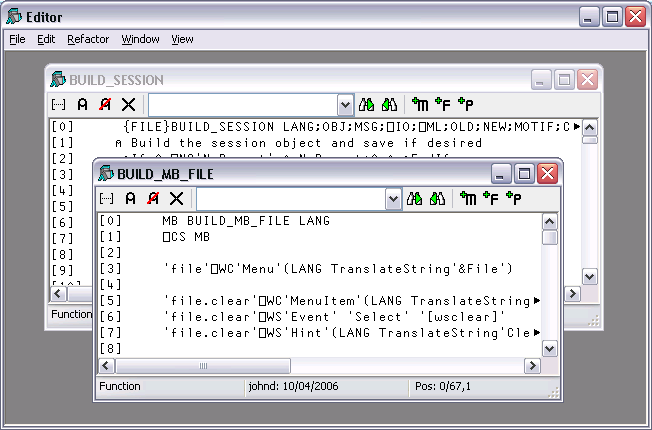 Editor
File Edit Refactor Window View
BUILD_SESSION
[0] {FILE}BUILD_SESSION LANG;OBJ;MSG;⎕IO;⎕ML;OLD;NEW;MOTIF;C
[1] ⍝ Build the session object and save if desired
[2]
[3]
[4]
[5]
[6]
[7]
[8]
[9]
Function
BUILD_MB_FILE
[0] MB BUILD_MB_FILE LANG
[1] ⎕CS MB
[2]
[3] 'file'⎕WC'Menu'(LANG TranslateString'&File')
[4]
[5] 'file.clear'⎕WC'MenuItem'(LANG TranslateString
[6] 'file.clear'⎕WS'Event' 'Select' '[wsclear]'
[7] 'file.clear'⎕WS'Hint'(LANG TranslateString'Cle
[8]
Function johnd: 10/04/2006 Pos: 0/67,1